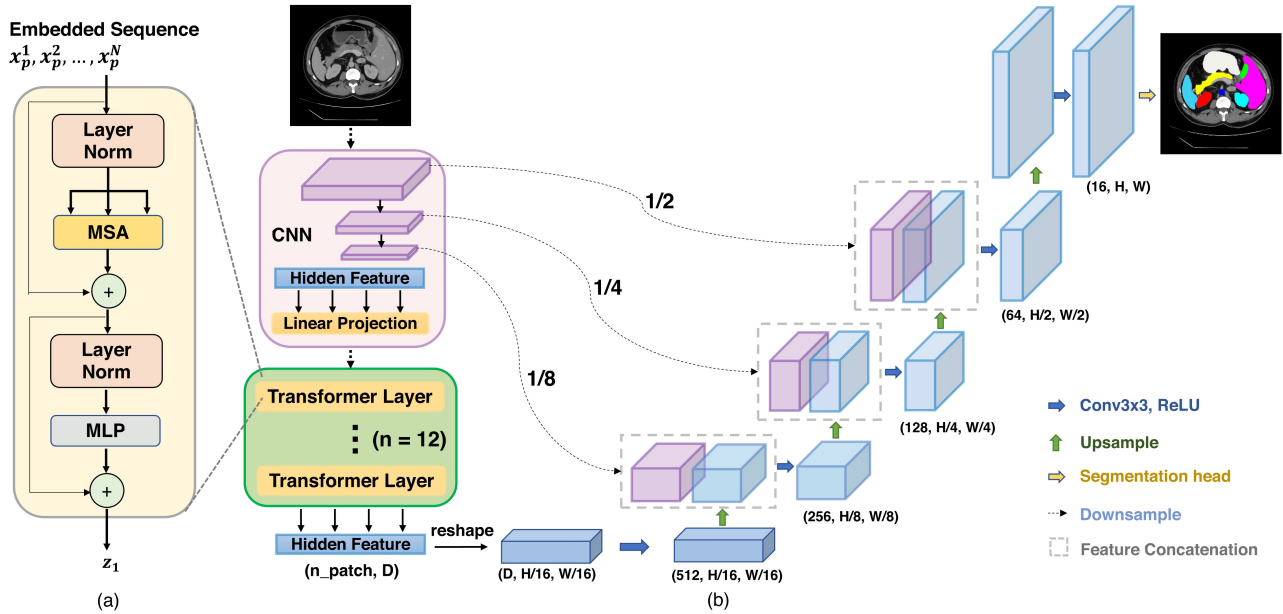 Embedded Sequence
x_p^1, x_p^2, ..., x_p^N
Layer
Norm
MSA
+
Layer
Norm
MLP
+
z_1
(a)
CNN
Hidden Feature
Linear Projection
Transformer Layer
(n = 12)
Transformer Layer
Hidden Feature
(n_patch, D)
reshape
(D, H/16, W/16)
(512, H/16, W/16)
1/2
1/4
1/8
(256, H/8, W/8)
(128, H/4, W/4)
(64, H/2, W/2)
(16, H, W)
Conv3x3, ReLU
Upsample
Segmentation head
Downsample
Feature Concatenation
(b)